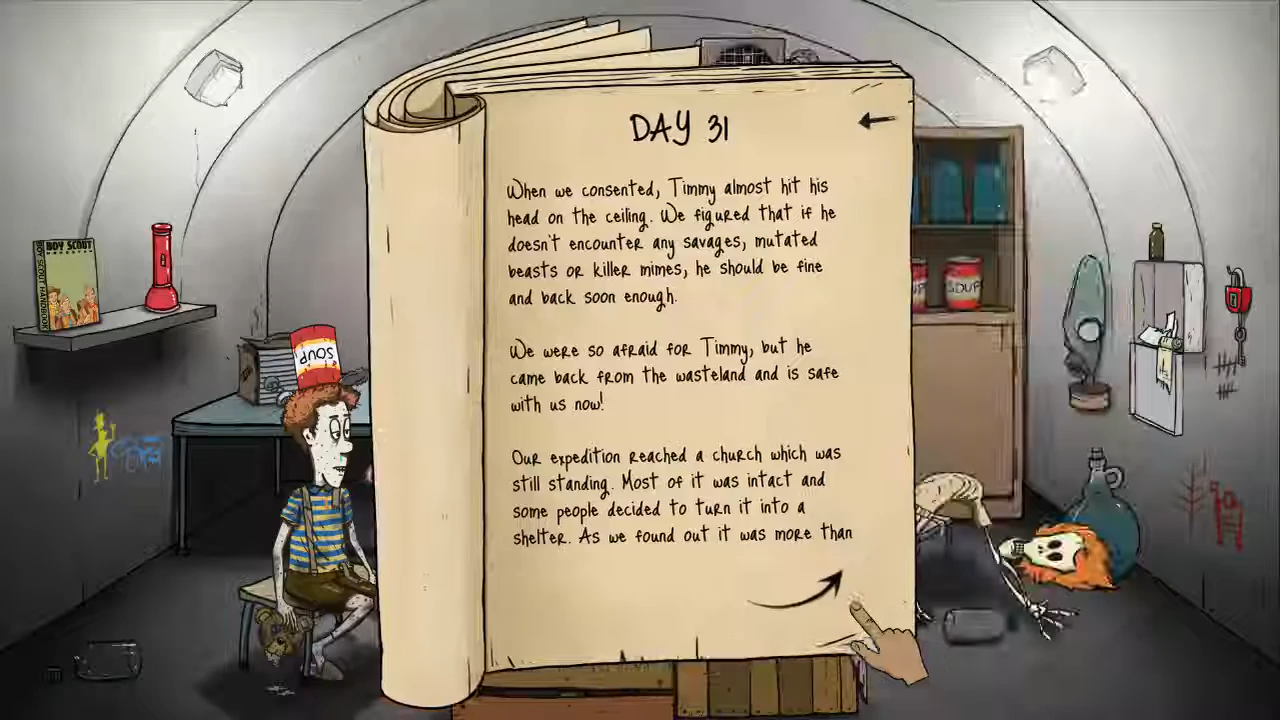 DAY 31
When we consented, Timmy almost hit his
head on the ceiling. We figured that if he
doesn't encounter any savages, mutated
beasts or killer mimes, he should be fine
and back soon enough.
We were so afraid for Timmy, but he
came back from the wasteland and is safe
with us now!
Our expedition reached a church which was
still standing. Most of it was intact and
some people decided to turn it into a
shelter. As we found out it was more than
BOY SCOUT
BOY SCOUT HANDBOOK
SOUP
UP
SOUP